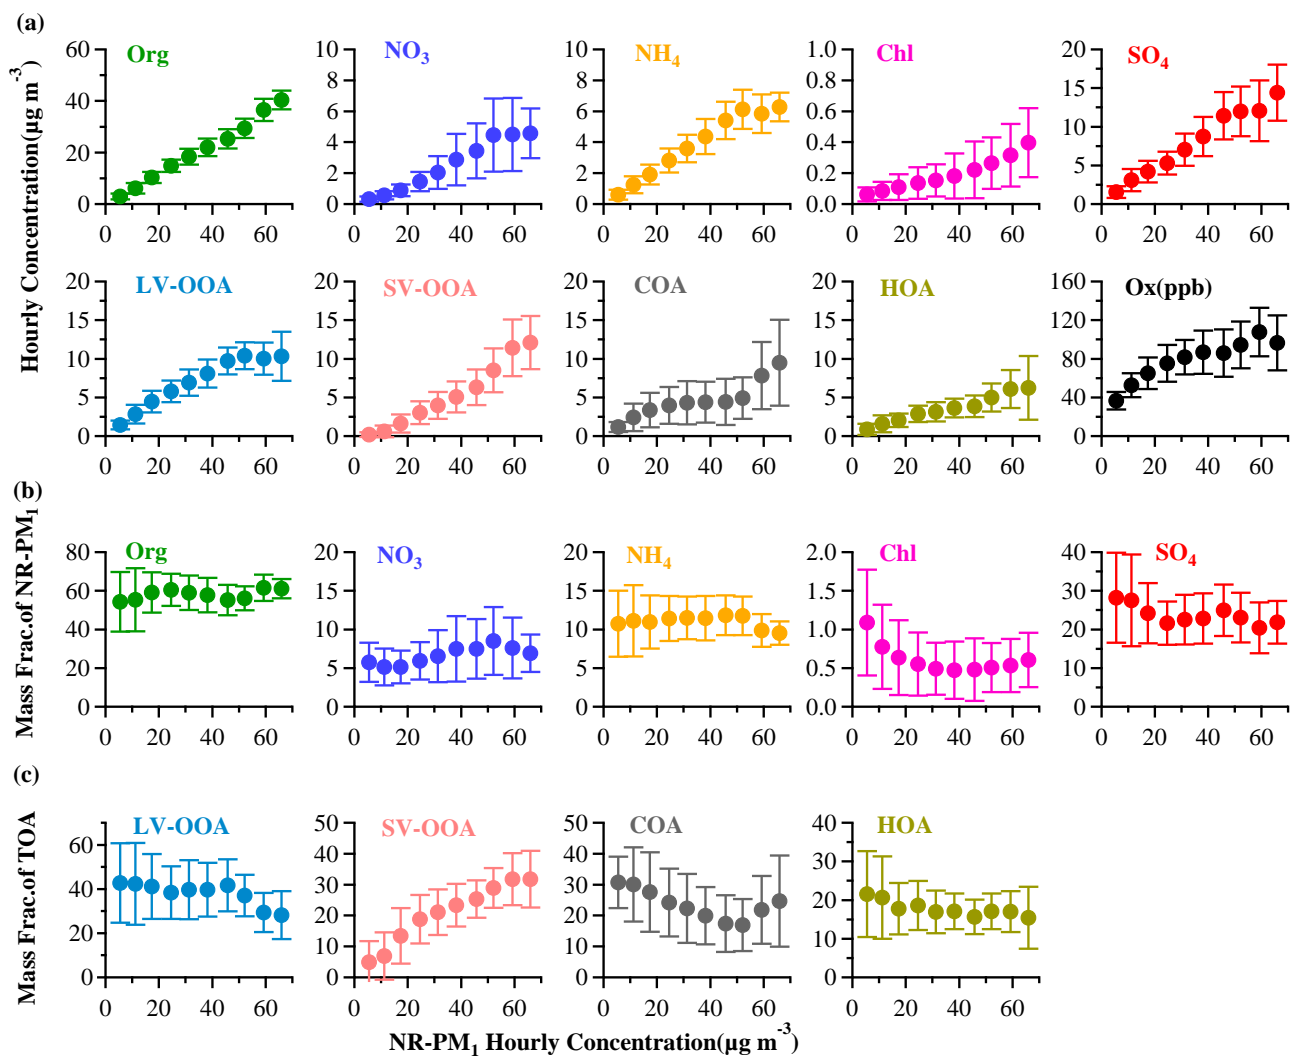 (a)
Hourly Concentration(µg m⁻³)
Org
60
40
20
0
0 20 40 60
NO₃
10
8
6
4
2
0
0 20 40 60
NH₄
10
8
6
4
2
0
0 20 40 60
Chl
1.0
0.8
0.6
0.4
0.2
0.0
0 20 40 60
SO₄
20
15
10
5
0
0 20 40 60
LV-OOA
20
15
10
5
0
0 20 40 60
SV-OOA
20
15
10
5
0
0 20 40 60
COA
20
15
10
5
0
0 20 40 60
HOA
20
15
10
5
0
0 20 40 60
Ox(ppb)
160
120
80
40
0
0 20 40 60
(b)
Mass Frac.of NR-PM₁
Org
80
60
40
20
0
0 20 40 60
NO₃
20
15
10
5
0
0 20 40 60
NH₄
20
15
10
5
0
0 20 40 60
Chl
2.0
1.5
1.0
0.5
0.0
0 20 40 60
SO₄
40
30
20
10
0
0 20 40 60
(c)
Mass Frac.of TOA
LV-OOA
60
40
20
0
0 20 40 60
SV-OOA
50
40
30
20
10
0
0 20 40 60
COA
50
40
30
20
10
0
0 20 40 60
HOA
40
30
20
10
0
0 20 40 60
NR-PM₁ Hourly Concentration(µg m⁻³)